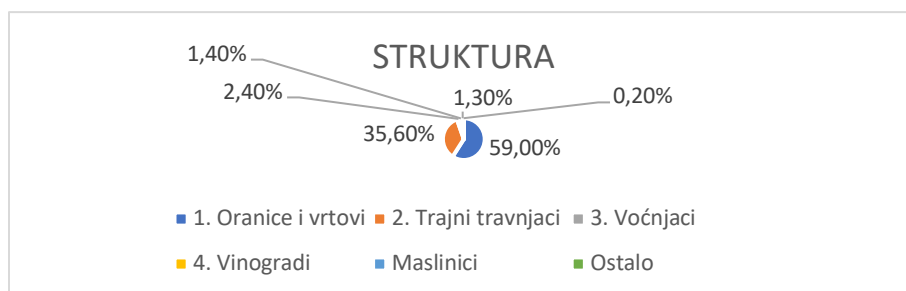 STRUKTURA
1,40%
2,40%
1,30%
0,20%
35,60%
59,00%
1. Oranice i vrtovi
2. Trajni travnjaci
3. Voćnjaci
4. Vinogradi
Maslinici
Ostalo